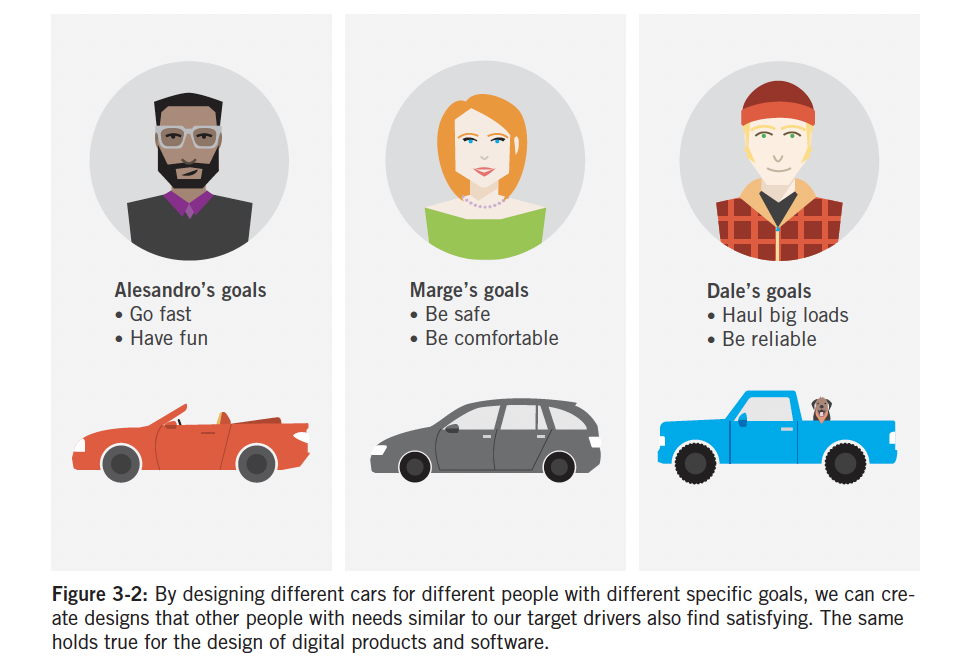 Alesandro's goals
• Go fast
• Have fun
Marge's goals
• Be safe
• Be comfortable
Dale's goals
• Haul big loads
• Be reliable
Figure 3-2: By designing different cars for different people with different specific goals, we can cre-
ate designs that other people with needs similar to our target drivers also find satisfying. The same
holds true for the design of digital products and software.